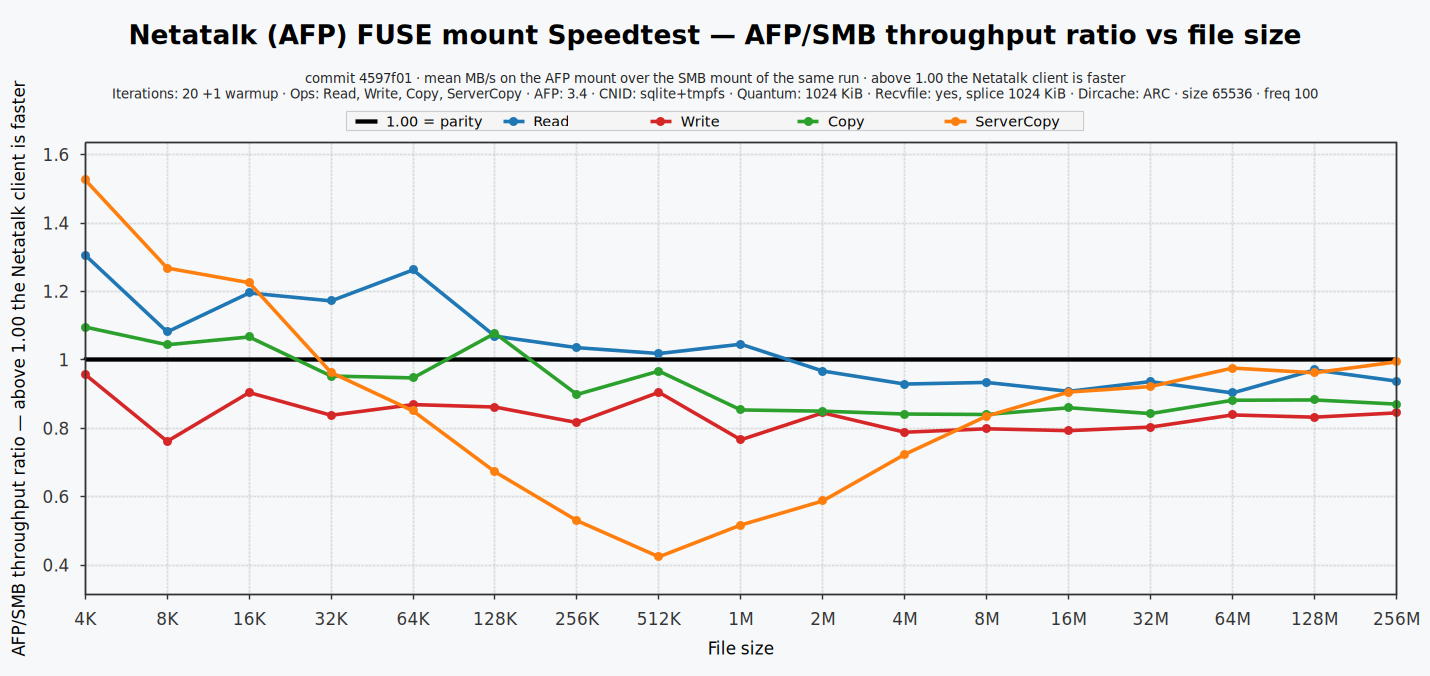 Netatalk (AFP) FUSE mount Speedtest — AFP/SMB throughput ratio vs file size
commit 4597f01 · mean MB/s on the AFP mount over the SMB mount of the same run · above 1.00 the Netatalk client is faster
Iterations: 20 +1 warmup · Ops: Read, Write, Copy, ServerCopy · AFP: 3.4 · CNID: sqlite+tmpfs · Quantum: 1024 KiB · Recvfile: yes, splice 1024 KiB · Dircache: ARC · size 65536 · freq 100
1.00 = parity Read Write Copy ServerCopy
AFP/SMB throughput ratio — above 1.00 the Netatalk client is faster
1.6
1.4
1.2
1
0.8
0.6
0.4
4K 8K 16K 32K 64K 128K 256K 512K 1M 2M 4M 8M 16M 32M 64M 128M 256M
File size